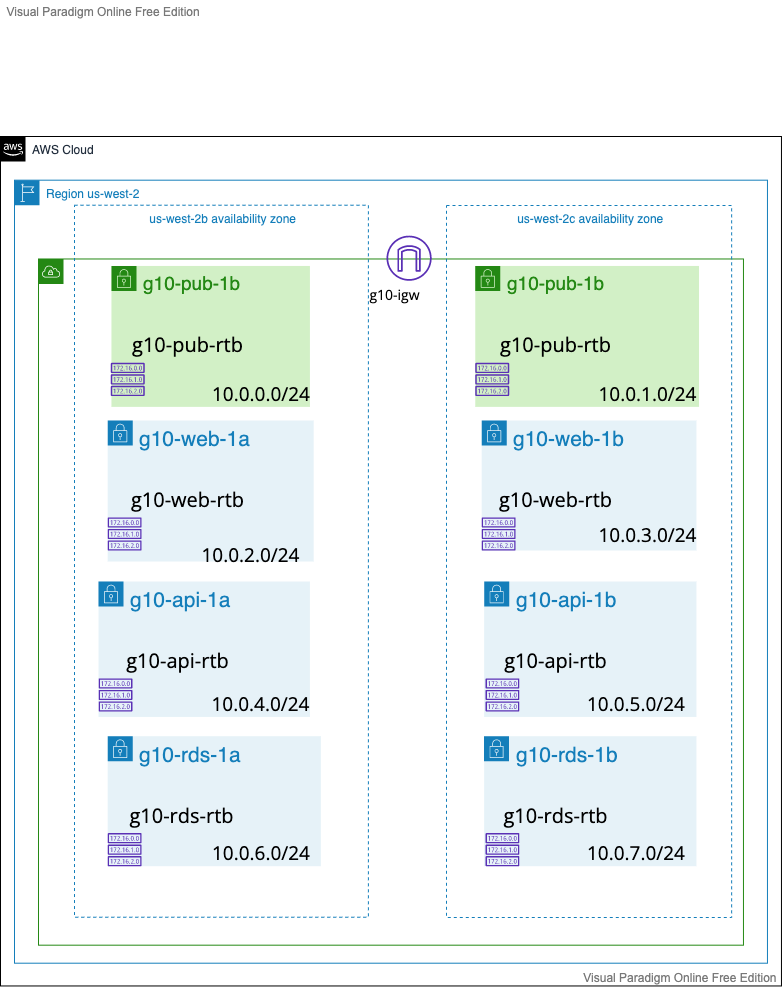 Visual Paradigm Online Free Edition
aws
AWS Cloud
Region us-west-2
us-west-2b availability zone
us-west-2c availability zone
g10-igw
g10-pub-1b
g10-pub-rtb
172.16.0.0
172.16.1.0
172.16.2.0
10.0.0.0/24
g10-pub-1b
g10-pub-rtb
172.16.0.0
172.16.1.0
172.16.2.0
10.0.1.0/24
g10-web-1a
g10-web-rtb
172.16.0.0
172.16.1.0
172.16.2.0
10.0.2.0/24
g10-web-1b
g10-web-rtb
172.16.0.0
172.16.1.0
172.16.2.0
10.0.3.0/24
g10-api-1a
g10-api-rtb
172.16.0.0
172.16.1.0
172.16.2.0
10.0.4.0/24
g10-api-1b
g10-api-rtb
172.16.0.0
172.16.1.0
172.16.2.0
10.0.5.0/24
g10-rds-1a
g10-rds-rtb
172.16.0.0
172.16.1.0
172.16.2.0
10.0.6.0/24
g10-rds-1b
g10-rds-rtb
172.16.0.0
172.16.1.0
172.16.2.0
10.0.7.0/24
Visual Paradigm Online Free Edition